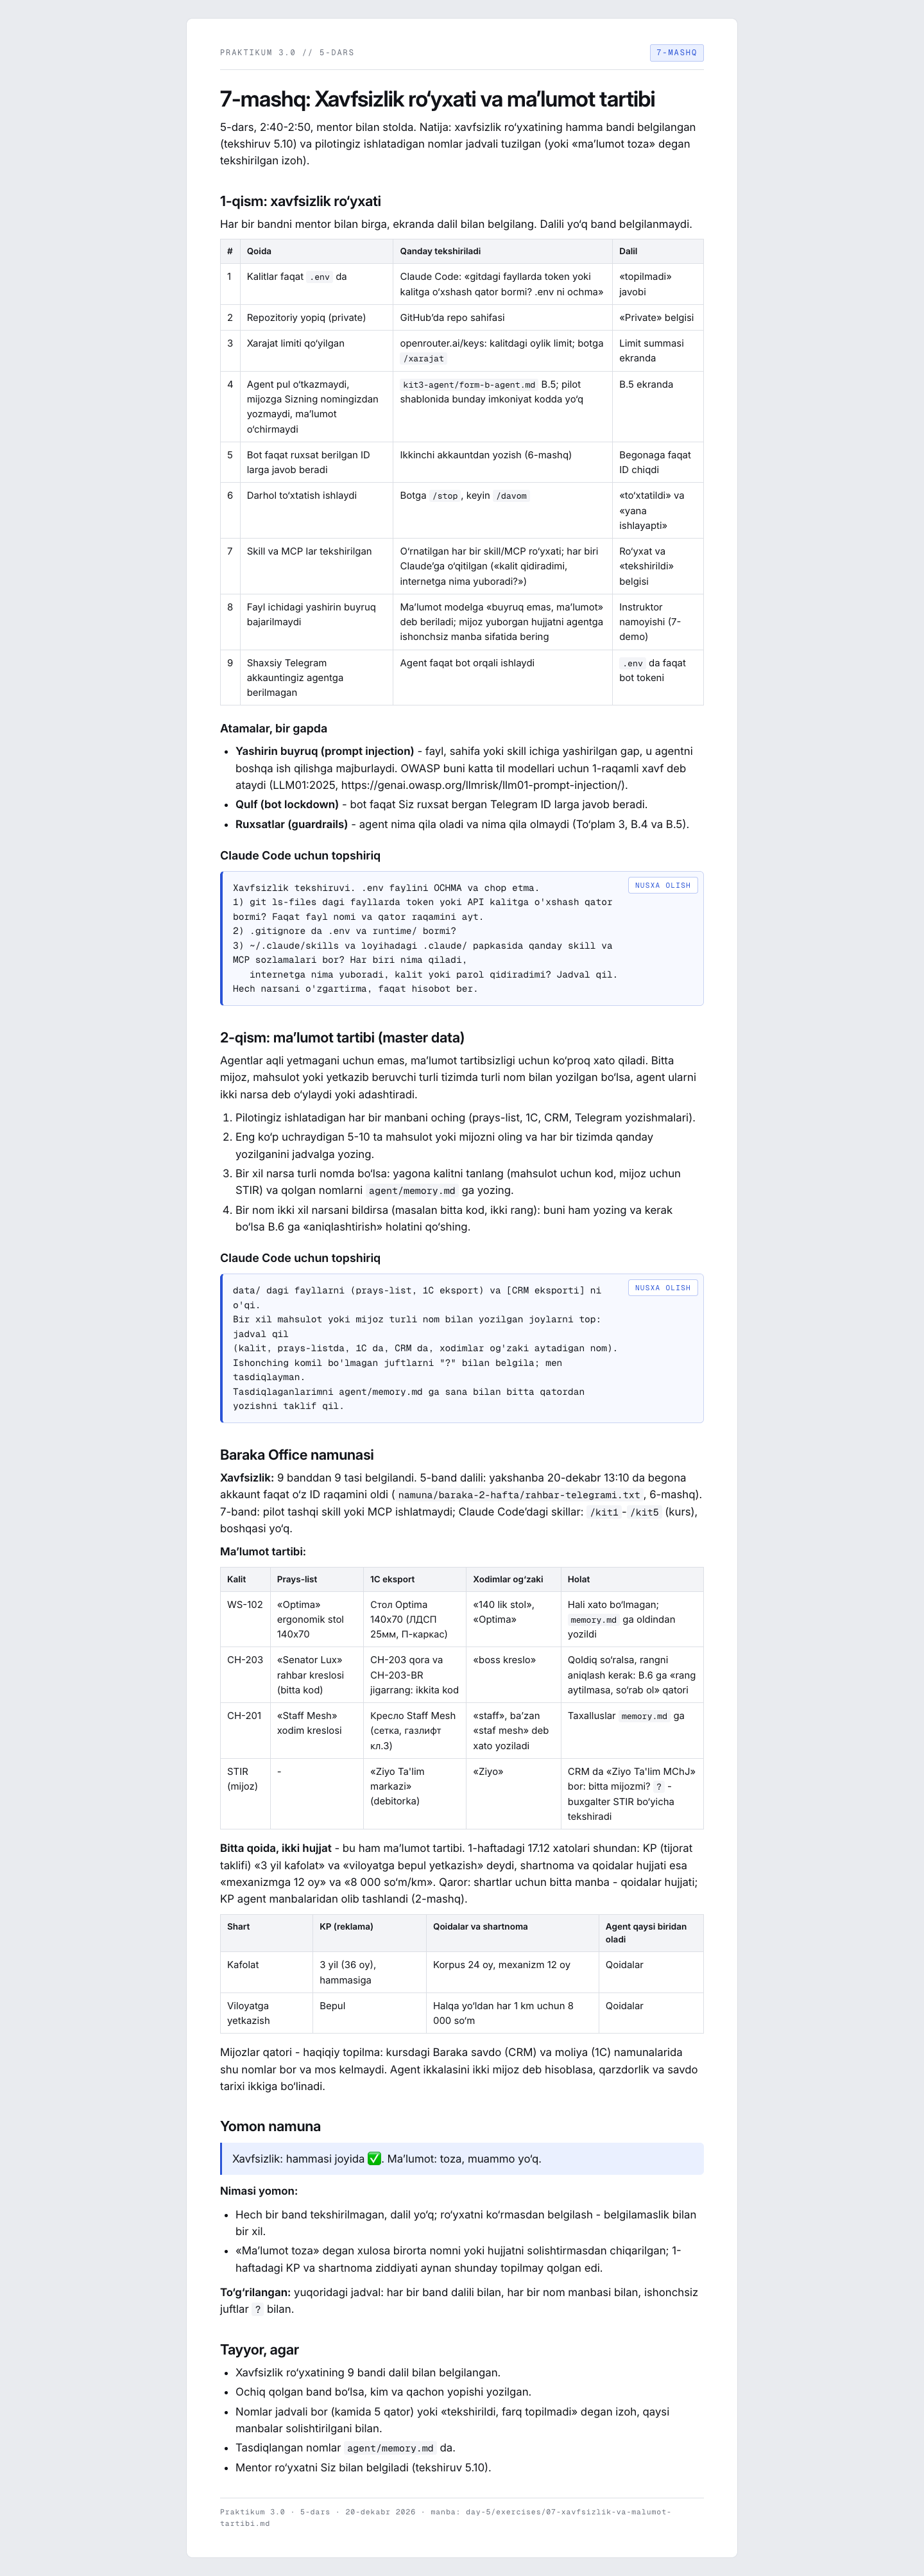 PRAKTIKUM 3.0 // 5-DARS
7-MASHQ
7-mashq: Xavfsizlik roʻyxati va maʼlumot tartibi
5-dars, 2:40-2:50, mentor bilan stolda. Natija: xavfsizlik roʻyxatining hamma bandi belgilangan
(tekshiruv 5.10) va pilotingiz ishlatadigan nomlar jadvali tuzilgan (yoki «maʼlumot toza» degan
tekshirilgan izoh).
1-qism: xavfsizlik roʻyxati
Har bir bandni mentor bilan birga, ekranda dalil bilan belgilang. Dalili yoʻq band belgilanmaydi.
# Qoida Qanday tekshiriladi Dalil
1 Kalitlar faqat .env da Claude Code: «gitdagi fayllarda token yoki «topilmadi»
kalitga oʻxshash qator bormi? .env ni ochma» javobi
2 Repozitoriy yopiq (private) GitHubʼda repo sahifasi «Private» belgisi
3 Xarajat limiti qoʻyilgan openrouter.ai/keys: kalitdagi oylik limit; botga Limit summasi
/xarajat ekranda
4 Agent pul oʻtkazmaydi, kit3-agent/form-b-agent.md B.5; pilot B.5 ekranda
mijozga Sizning nomingizdan shablonida bunday imkoniyat kodda yoʻq
yozmaydi, maʼlumot
oʻchirmaydi
5 Bot faqat ruxsat berilgan ID Ikkinchi akkauntdan yozish (6-mashq) Begonaga faqat
larga javob beradi ID chiqdi
6 Darhol toʻxtatish ishlaydi Botga /stop , keyin /davom «toʻxtatildi» va
«yana
ishlayapti»
7 Skill va MCP lar tekshirilgan Oʻrnatilgan har bir skill/MCP roʻyxati; har biri Roʻyxat va
Claudeʼga oʻqitilgan («kalit qidiradimi, «tekshirildi»
internetga nima yuboradi?») belgisi
8 Fayl ichidagi yashirin buyruq Maʼlumot modelga «buyruq emas, maʼlumot» Instruktor
bajarilmaydi deb beriladi; mijoz yuborgan hujjatni agentga namoyishi (7-
ishonchsiz manba sifatida bering demo)
9 Shaxsiy Telegram Agent faqat bot orqali ishlaydi .env da faqat
akkauntingiz agentga bot tokeni
berilmagan
Atamalar, bir gapda
• Yashirin buyruq (prompt injection) - fayl, sahifa yoki skill ichiga yashirilgan gap, u agentni
boshqa ish qilishga majburlaydi. OWASP buni katta til modellari uchun 1-raqamli xavf deb
ataydi (LLM01:2025, https://genai.owasp.org/llmrisk/llm01-prompt-injection/).
• Qulf (bot lockdown) - bot faqat Siz ruxsat bergan Telegram ID larga javob beradi.
• Ruxsatlar (guardrails) - agent nima qila oladi va nima qila olmaydi (Toʻplam 3, B.4 va B.5).
Claude Code uchun topshiriq
NUSXA OLISH
Xavfsizlik tekshiruvi. .env faylini OCHMA va chop etma.
1) git ls-files dagi fayllarda token yoki API kalitga o'xshash qator
bormi? Faqat fayl nomi va qator raqamini ayt.
2) .gitignore da .env va runtime/ bormi?
3) ~/.claude/skills va loyihadagi .claude/ papkasida qanday skill va
MCP sozlamalari bor? Har biri nima qiladi,
internetga nima yuboradi, kalit yoki parol qidiradimi? Jadval qil.
Hech narsani o'zgartirma, faqat hisobot ber.
2-qism: maʼlumot tartibi (master data)
Agentlar aqli yetmagani uchun emas, maʼlumot tartibsizligi uchun koʻproq xato qiladi. Bitta
mijoz, mahsulot yoki yetkazib beruvchi turli tizimda turli nom bilan yozilgan boʻlsa, agent ularni
ikki narsa deb oʻylaydi yoki adashtiradi.
1. Pilotingiz ishlatadigan har bir manbani oching (prays-list, 1C, CRM, Telegram yozishmalari).
2. Eng koʻp uchraydigan 5-10 ta mahsulot yoki mijozni oling va har bir tizimda qanday
yozilganini jadvalga yozing.
3. Bir xil narsa turli nomda boʻlsa: yagona kalitni tanlang (mahsulot uchun kod, mijoz uchun
STIR) va qolgan nomlarni agent/memory.md ga yozing.
4. Bir nom ikki xil narsani bildirsa (masalan bitta kod, ikki rang): buni ham yozing va kerak
boʻlsa B.6 ga «aniqlashtirish» holatini qoʻshing.
Claude Code uchun topshiriq
NUSXA OLISH
data/ dagi fayllarni (prays-list, 1C eksport) va [CRM eksporti] ni
o'qi.
Bir xil mahsulot yoki mijoz turli nom bilan yozilgan joylarni top:
jadval qil
(kalit, prays-listda, 1C da, CRM da, xodimlar og'zaki aytadigan nom).
Ishonching komil bo'lmagan juftlarni "?" bilan belgila; men
tasdiqlayman.
Tasdiqlaganlarimni agent/memory.md ga sana bilan bitta qatordan
yozishni taklif qil.
Baraka Office namunasi
Xavfsizlik: 9 banddan 9 tasi belgilandi. 5-band dalili: yakshanba 20-dekabr 13:10 da begona
akkaunt faqat oʻz ID raqamini oldi ( namuna/baraka-2-hafta/rahbar-telegrami.txt , 6-mashq).
7-band: pilot tashqi skill yoki MCP ishlatmaydi; Claude Codeʼdagi skillar: /kit1 - /kit5 (kurs),
boshqasi yoʻq.
Maʼlumot tartibi:
Kalit Prays-list 1C eksport Xodimlar ogʻzaki Holat
WS-102 «Optima» Стол Optima «140 lik stol», Hali xato boʻlmagan;
ergonomik stol 140x70 (ЛДСП «Optima» memory.md ga oldindan
140x70 25мм, П-каркас) yozildi
CH-203 «Senator Lux» CH-203 qora va «boss kreslo» Qoldiq soʻralsa, rangni
rahbar kreslosi CH-203-BR aniqlash kerak: B.6 ga «rang
(bitta kod) jigarrang: ikkita kod aytilmasa, soʻrab ol» qatori
CH-201 «Staff Mesh» Кресло Staff Mesh «staff», baʼzan Taxalluslar memory.md ga
xodim kreslosi (сетка, газлифт «staf mesh» deb
кл.3) xato yoziladi
STIR - «Ziyo Ta'lim «Ziyo» CRM da «Ziyo Ta'lim MChJ»
(mijoz) markazi» bor: bitta mijozmi? ? -
(debitorka) buxgalter STIR boʻyicha
tekshiradi
Bitta qoida, ikki hujjat - bu ham maʼlumot tartibi. 1-haftadagi 17.12 xatolari shundan: KP (tijorat
taklifi) «3 yil kafolat» va «viloyatga bepul yetkazish» deydi, shartnoma va qoidalar hujjati esa
«mexanizmga 12 oy» va «8 000 soʻm/km». Qaror: shartlar uchun bitta manba - qoidalar hujjati;
KP agent manbalaridan olib tashlandi (2-mashq).
Shart KP (reklama) Qoidalar va shartnoma Agent qaysi biridan
oladi
Kafolat 3 yil (36 oy), Korpus 24 oy, mexanizm 12 oy Qoidalar
hammasiga
Viloyatga Bepul Halqa yoʻldan har 1 km uchun 8 Qoidalar
yetkazish 000 soʻm
Mijozlar qatori - haqiqiy topilma: kursdagi Baraka savdo (CRM) va moliya (1C) namunalarida
shu nomlar bor va mos kelmaydi. Agent ikkalasini ikki mijoz deb hisoblasa, qarzdorlik va savdo
tarixi ikkiga boʻlinadi.
Yomon namuna
Xavfsizlik: hammasi joyida ✅. Maʼlumot: toza, muammo yoʻq.
Nimasi yomon:
• Hech bir band tekshirilmagan, dalil yoʻq; roʻyxatni koʻrmasdan belgilash - belgilamaslik bilan
bir xil.
• «Maʼlumot toza» degan xulosa birorta nomni yoki hujjatni solishtirmasdan chiqarilgan; 1-
haftadagi KP va shartnoma ziddiyati aynan shunday topilmay qolgan edi.
Toʻgʻrilangan: yuqoridagi jadval: har bir band dalili bilan, har bir nom manbasi bilan, ishonchsiz
juftlar ? bilan.
Tayyor, agar
• Xavfsizlik roʻyxatining 9 bandi dalil bilan belgilangan.
• Ochiq qolgan band boʻlsa, kim va qachon yopishi yozilgan.
• Nomlar jadvali bor (kamida 5 qator) yoki «tekshirildi, farq topilmadi» degan izoh, qaysi
manbalar solishtirilgani bilan.
• Tasdiqlangan nomlar agent/memory.md da.
• Mentor roʻyxatni Siz bilan belgiladi (tekshiruv 5.10).
Praktikum 3.0 · 5-dars · 20-dekabr 2026 · manba: day-5/exercises/07-xavfsizlik-va-malumot-
tartibi.md